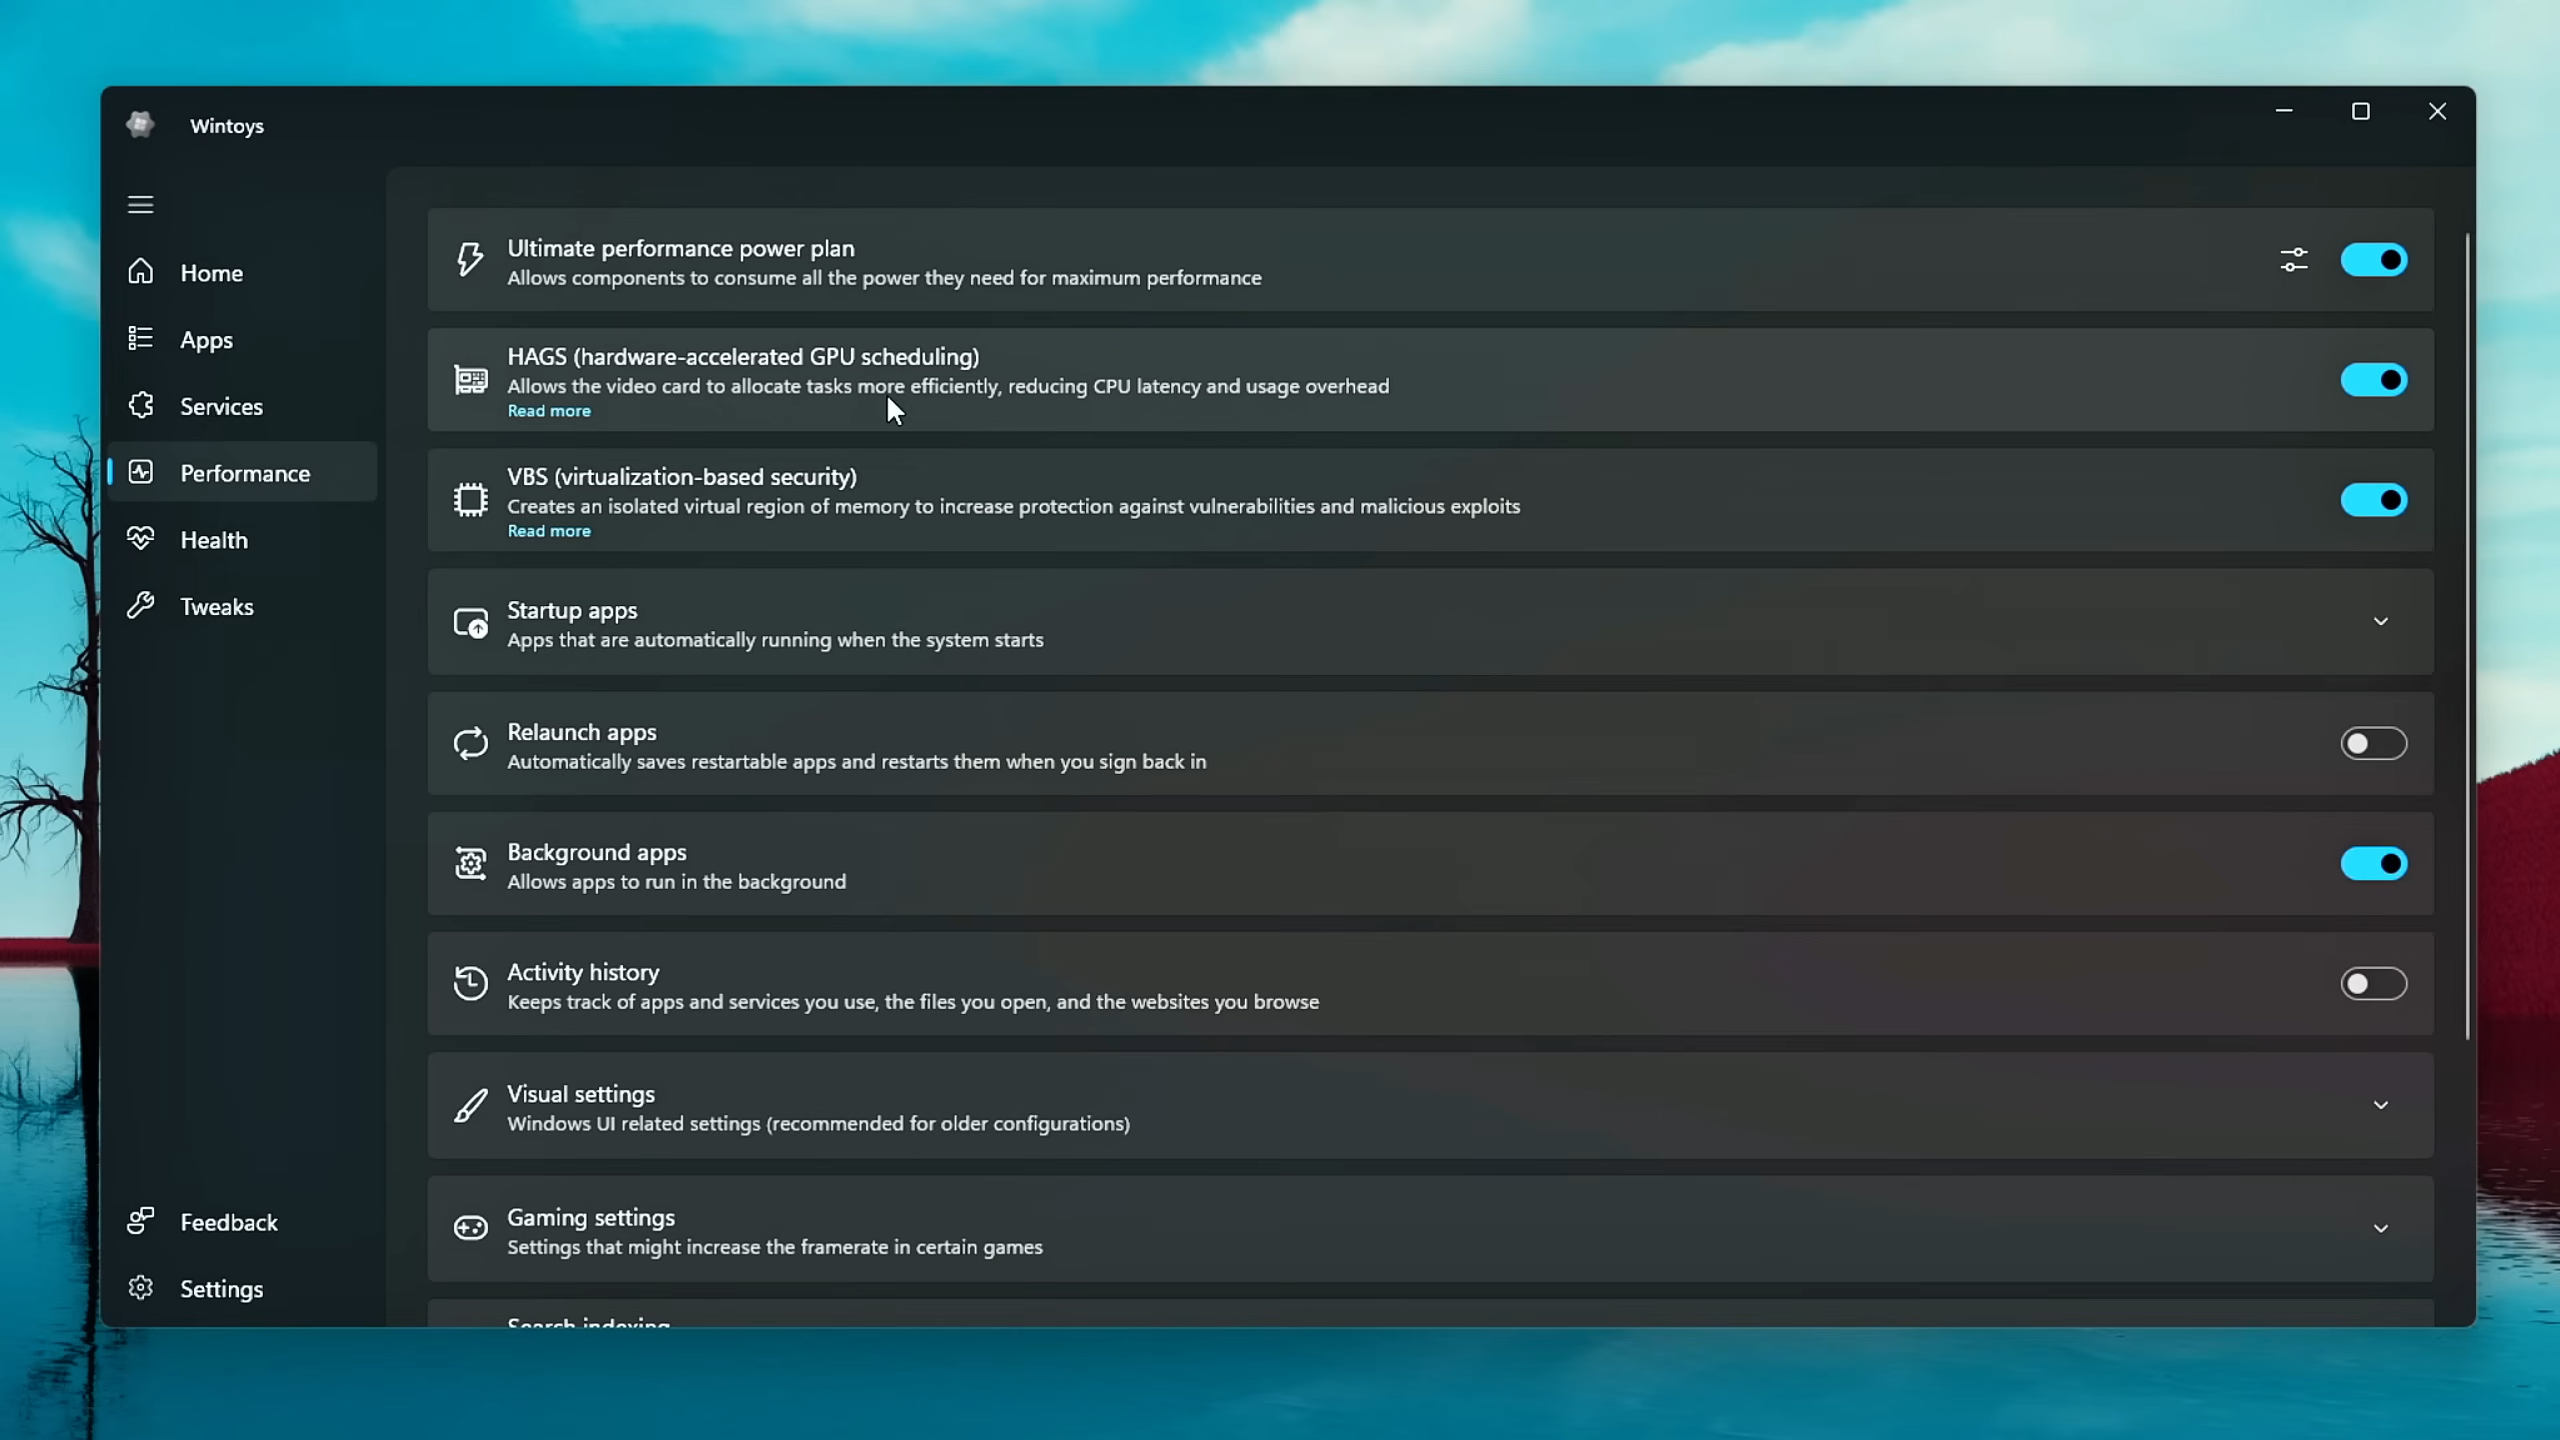 Wintoys
Home
Apps
Services
Performance
Health
Tweaks
Feedback
Settings
Ultimate performance power plan
Allows components to consume all the power they need for maximum performance
HAGS (hardware-accelerated GPU scheduling)
Allows the video card to allocate tasks more efficiently, reducing CPU latency and usage overhead
Read more
VBS (virtualization-based security)
Creates an isolated virtual region of memory to increase protection against vulnerabilities and malicious exploits
Read more
Startup apps
Apps that are automatically running when the system starts
Relaunch apps
Automatically saves restartable apps and restarts them when you sign back in
Background apps
Allows apps to run in the background
Activity history
Keeps track of apps and services you use, the files you open, and the websites you browse
Visual settings
Windows UI related settings (recommended for older configurations)
Gaming settings
Settings that might increase the framerate in certain games
Search indexing